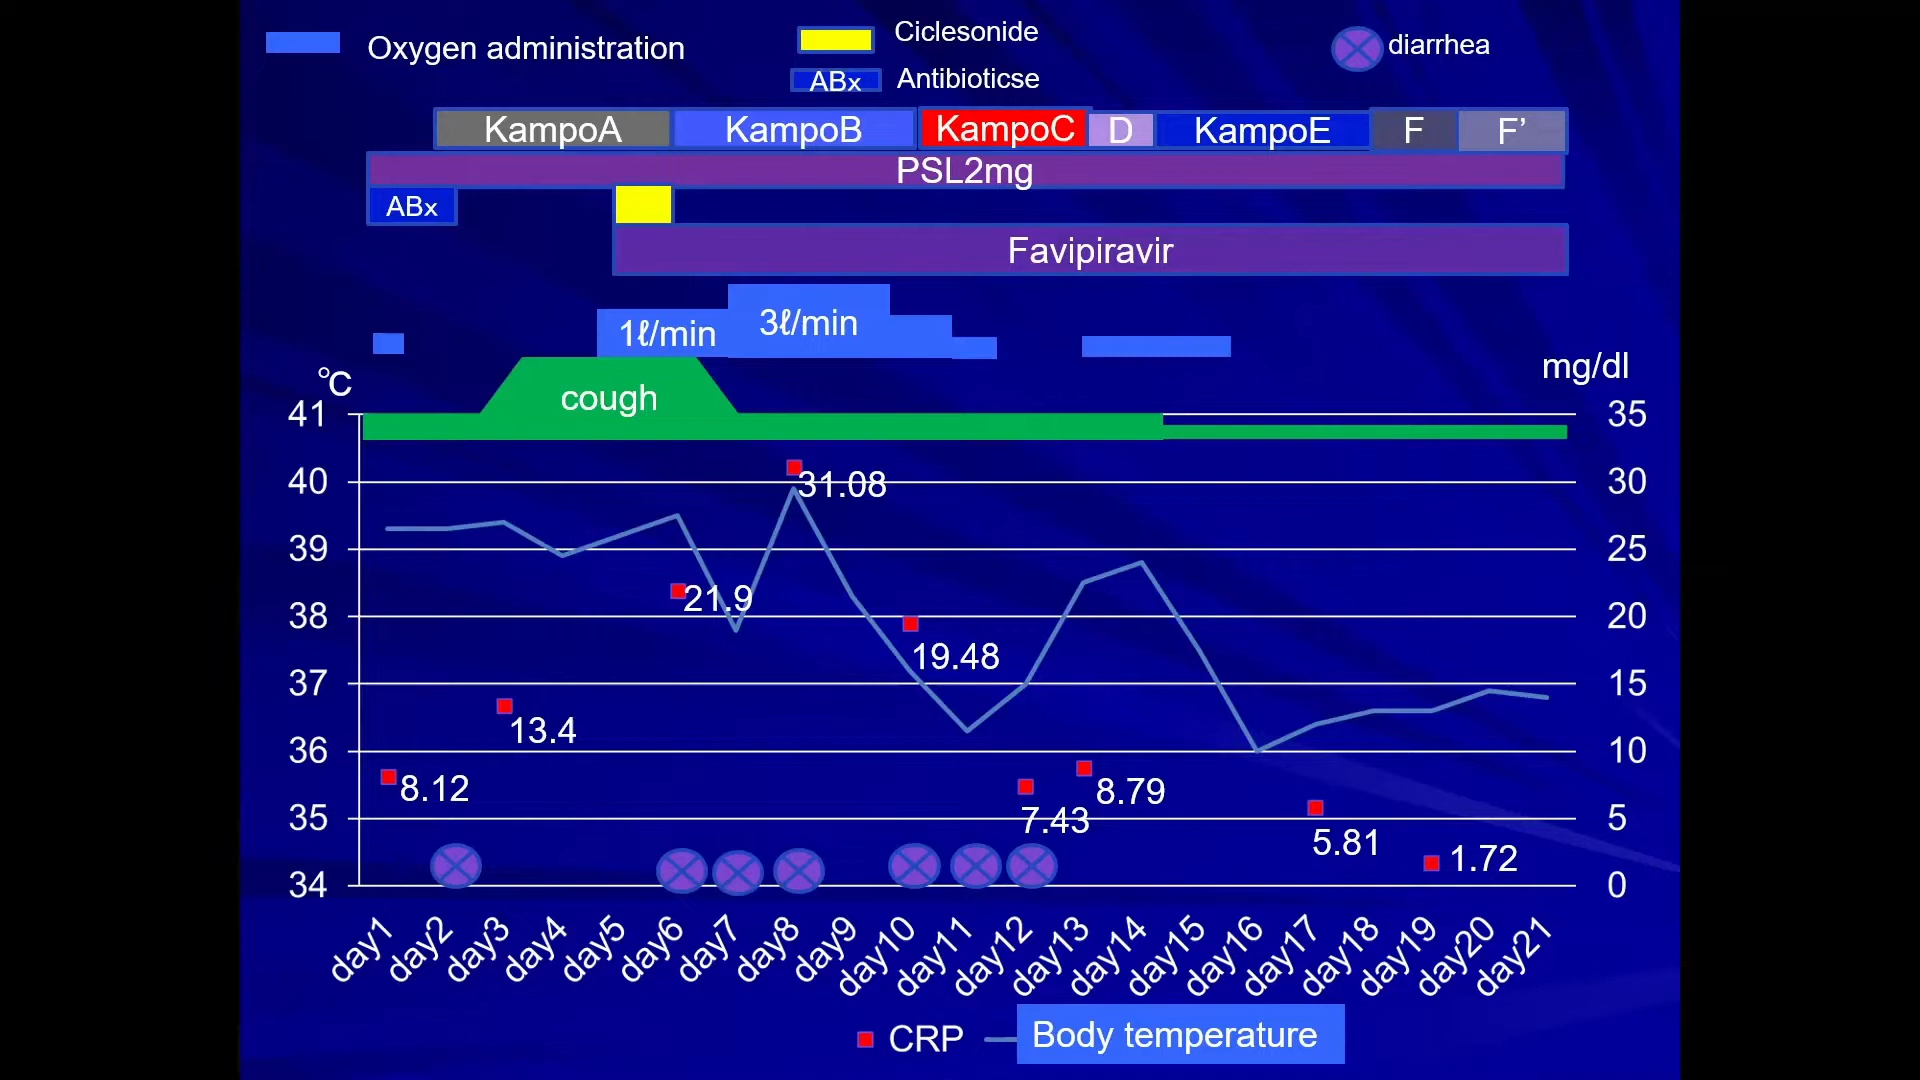 Oxygen administration
Ciclesonide
ABx Antibioticse
diarrhea
KampoA KampoB KampoC D KampoE F F’
PSL2mg
ABx
Favipiravir
1ℓ/min 3ℓ/min
℃ mg/dl
cough
41 35
40 30
39 25
38 20
37 15
36 10
35 5
34 0
31.08
21.9
19.48
13.4
8.12
7.43
8.79
5.81
1.72
day1 day2 day3 day4 day5 day6 day7 day8 day9 day10 day11 day12 day13 day14 day15 day16 day17 day18 day19 day20 day21
CRP Body temperature